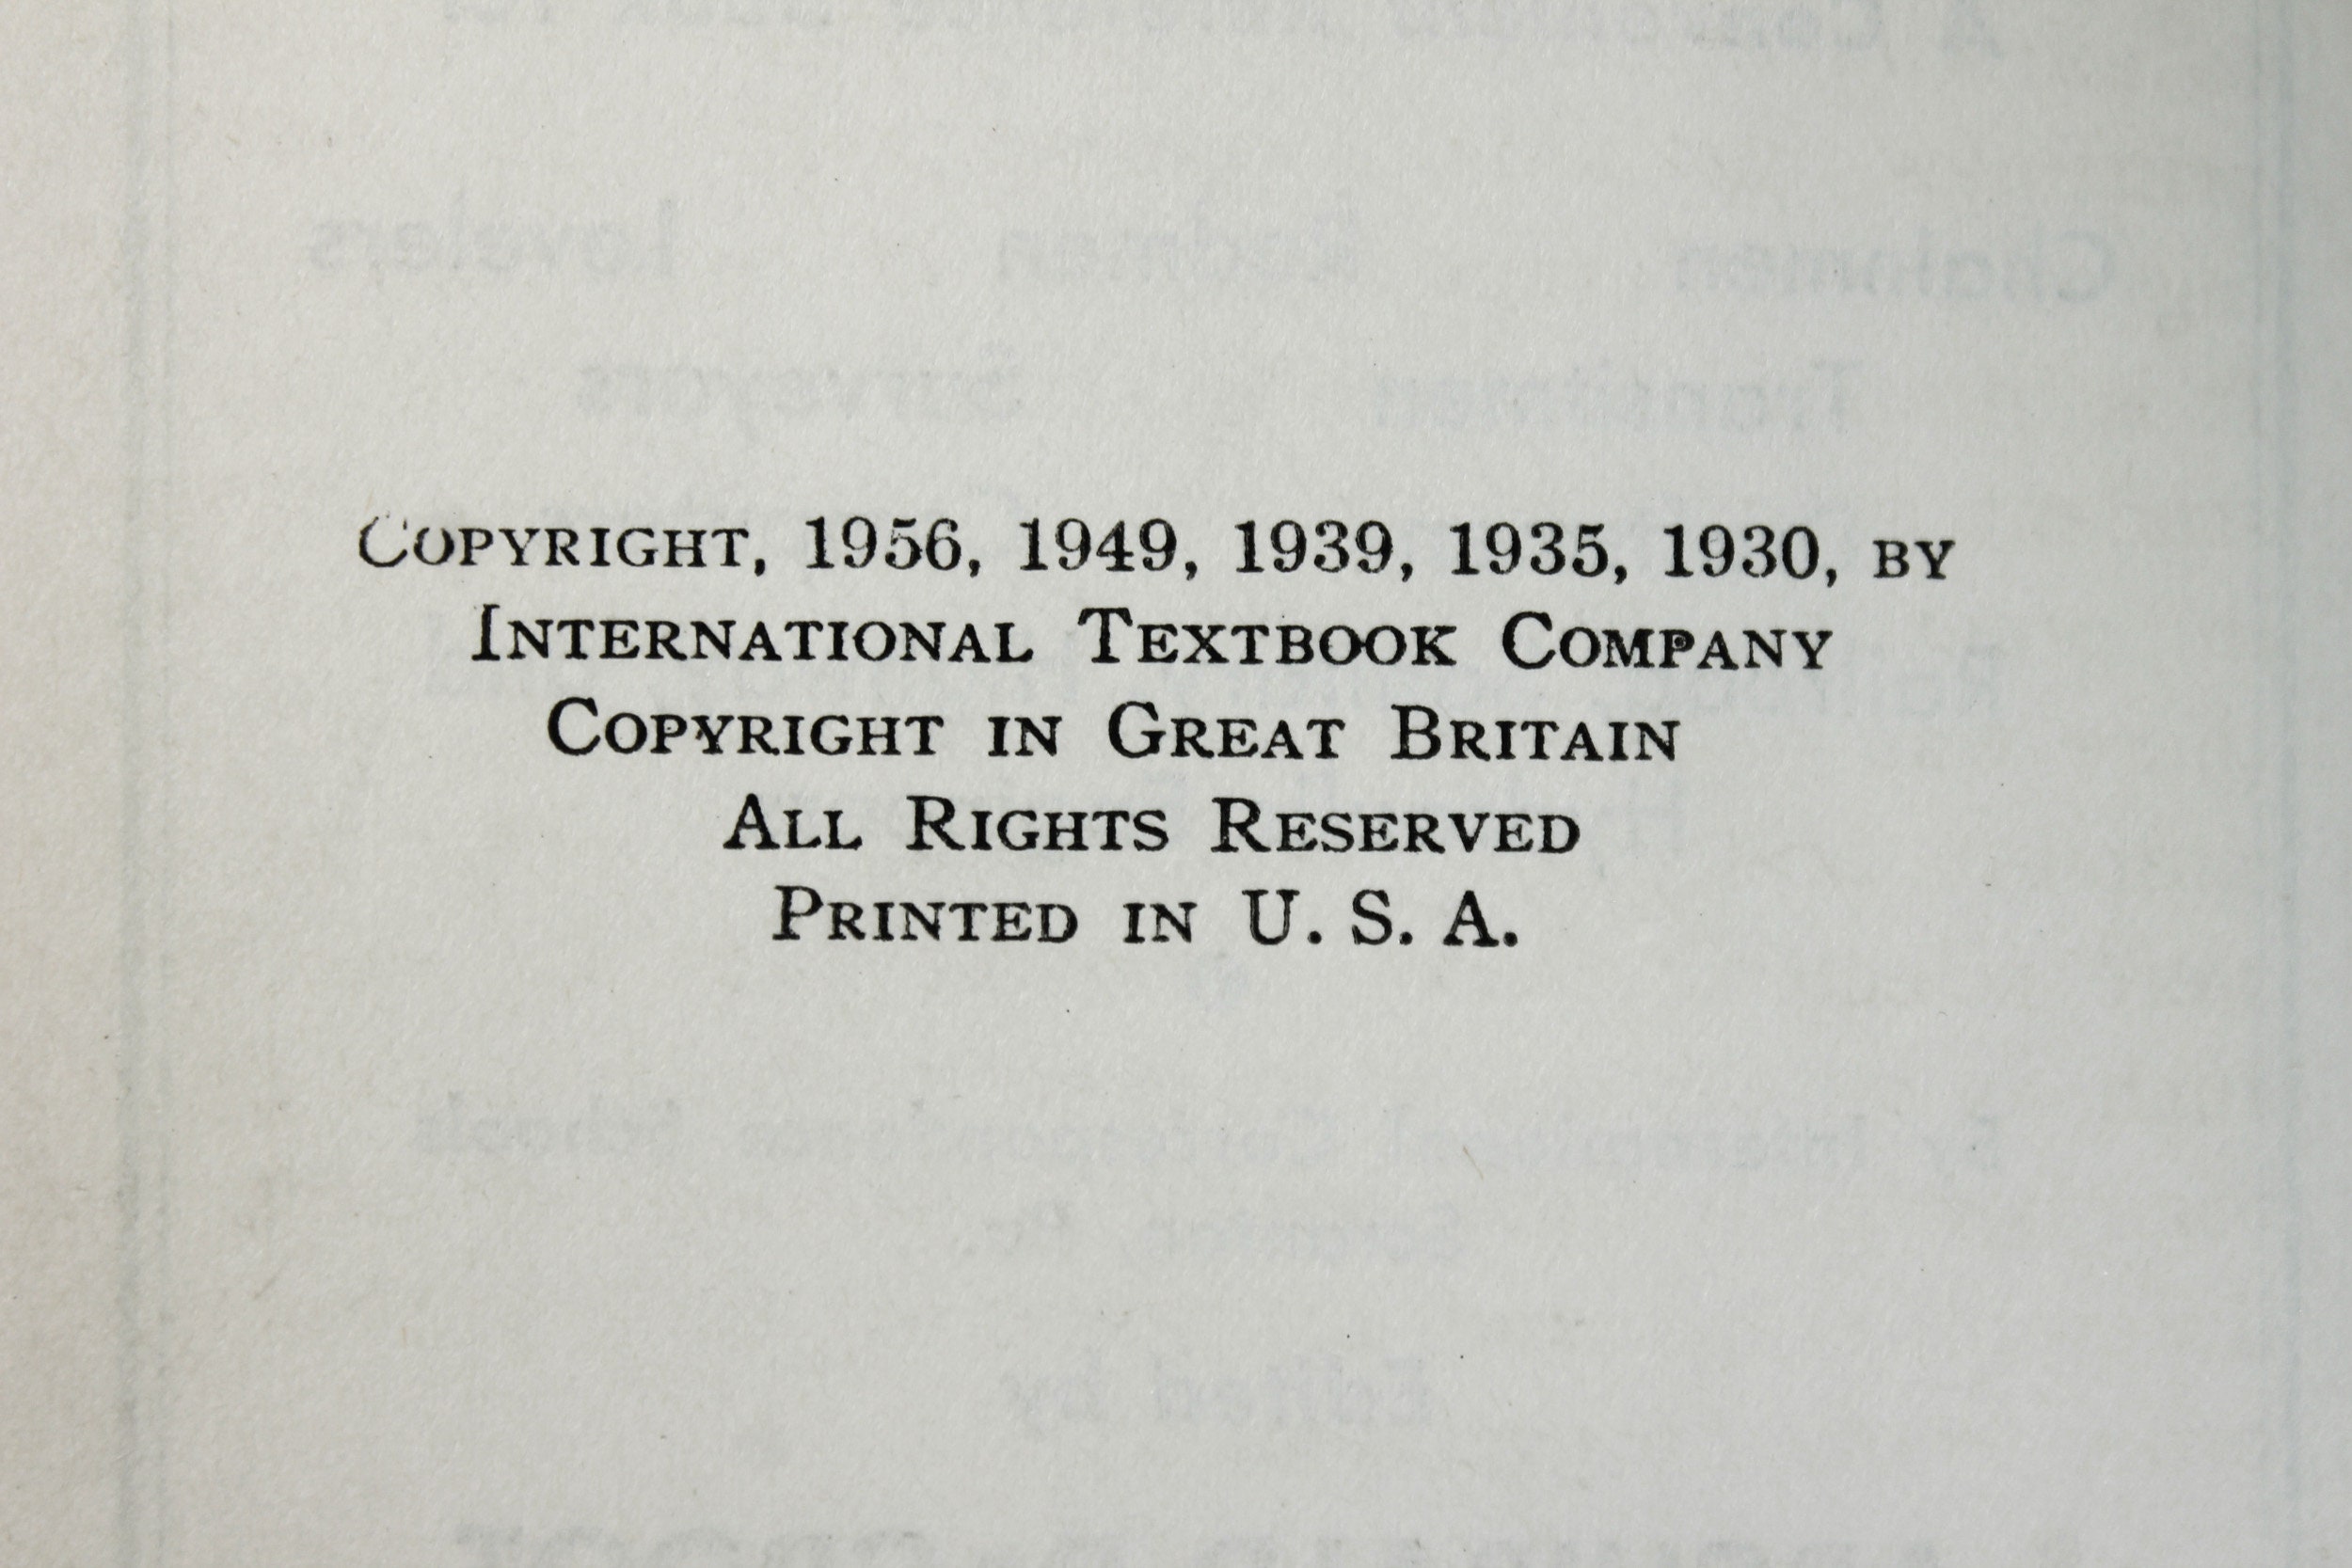 Copyright, 1956, 1949, 1939, 1935, 1930, by
International Textbook Company
Copyright in Great Britain
All Rights Reserved
Printed in U. S. A.